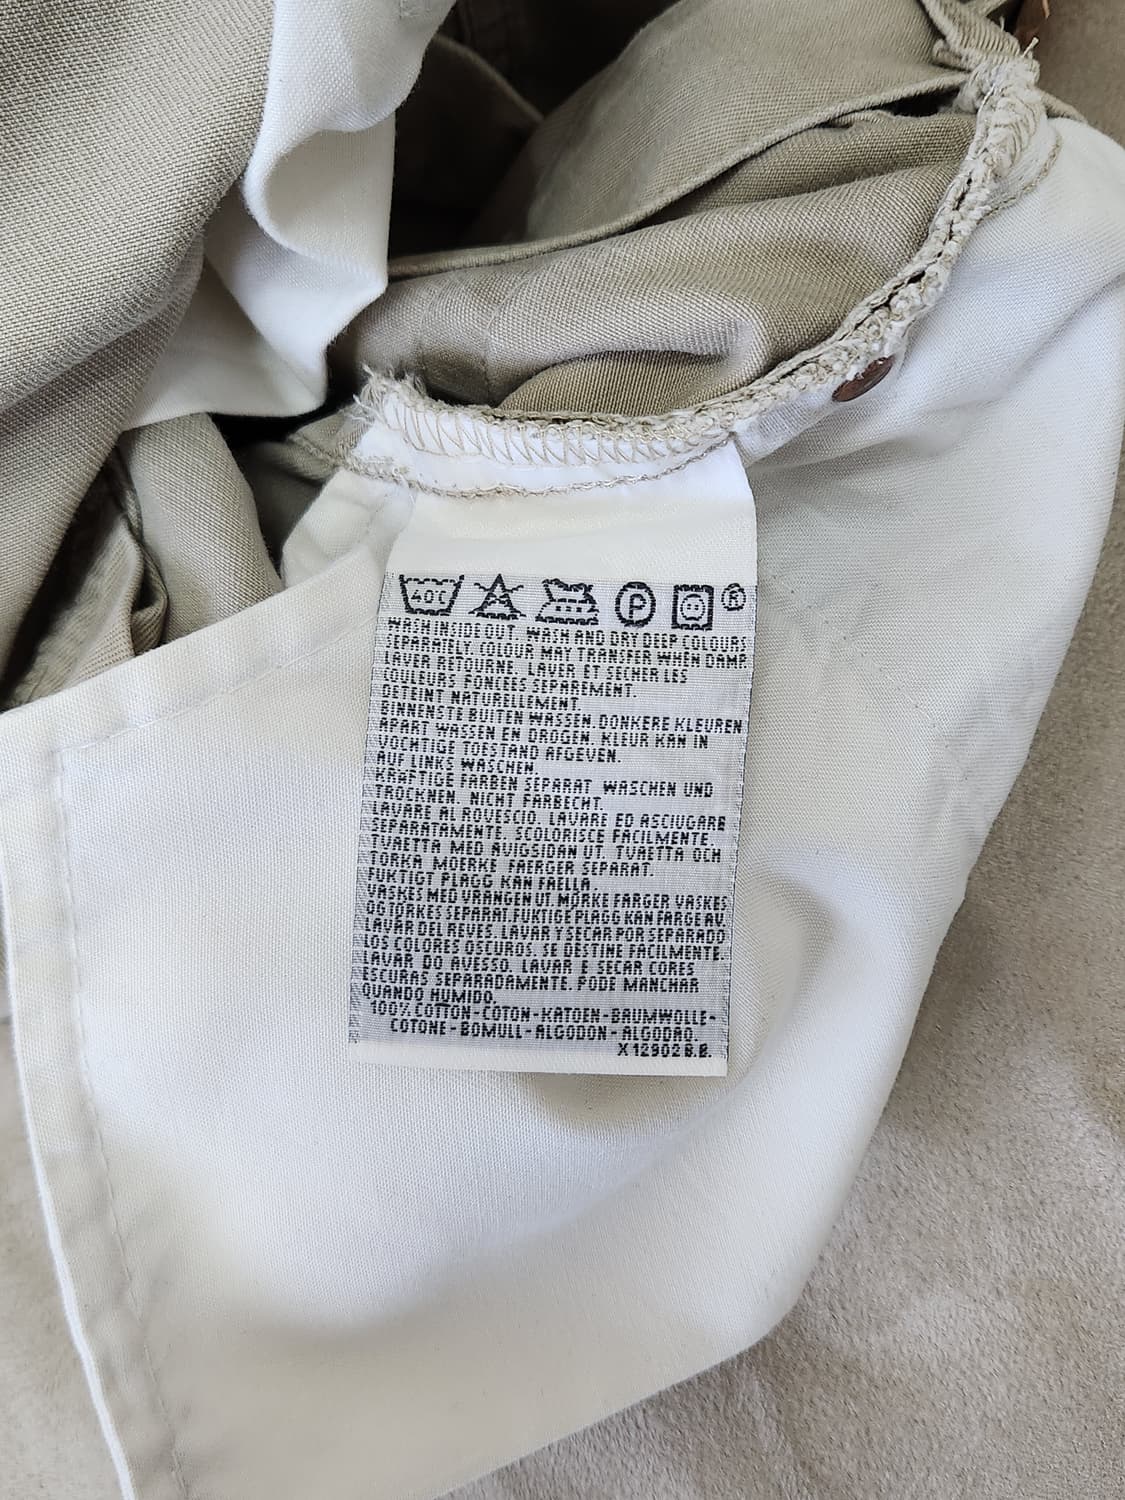 40°C P ®
WASH INSIDE OUT. WASH AND DRY DEEP COLOURS
SEPARATELY. COLOUR MAY TRANSFER WHEN DAMP.
LAVER RETOURNE. LAVER ET SECHER LES
COULEURS FONCEES SEPAREMENT.
DETEINT NATURELLEMENT.
BINNENSTE BUITEN WASSEN. DONKERE KLEUREN
APART WASSEN EN DROGEN. KLEUR KAN IN
VOCHTIGE TOESTAND AFGEVEN.
AUF LINKS WASCHEN.
KRAFTIGE FARBEN SEPARAT WASCHEN UND
TROCKNEN. NICHT FARBECHT.
LAVARE AL ROVESCIO. LAVARE ED ASCIUGARE
SEPARATAMENTE. SCOLORISCE FACILMENTE.
TVAETTA MED AVIGSIDAN UT. TVAETTA OCH
TORKA MOERKE FAERGER SEPARAT.
FUKTIGT PLAGG KAN FAELLA.
VASKES MED VRANGEN UT. MORKE FARGER VASKES
OG TORKES SEPARAT. FUKTIGE PLAGG KAN FARGE AV.
LAVAR DEL REVES. LAVAR Y SECAR POR SEPARADO
LOS COLORES OSCUROS. SE DESTINE FACILMENTE.
LAVAR DO AVESSO. LAVAR E SECAR CORES
ESCURAS SEPARADAMENTE. PODE MANCHAR
QUANDO HUMIDO.
100% COTTON-COTON-KATOEN-BAUMWOLLE-
COTONE-BOMULL-ALGODON-ALGODAO.
X 12902 B.B.